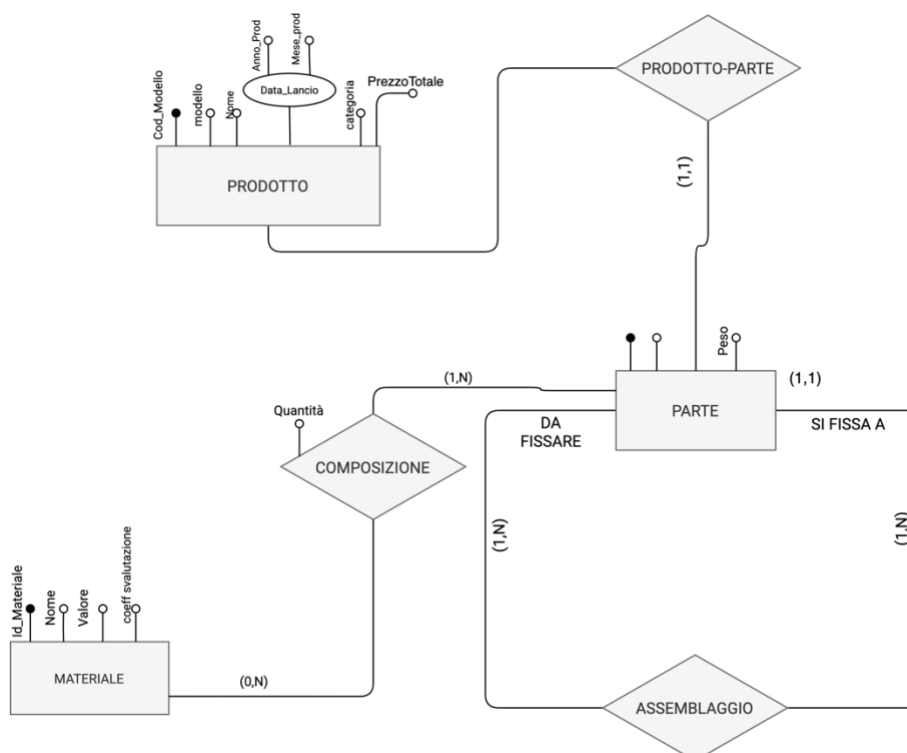 Anno_Prod
Mese_prod
PRODOTTO-PARTE
PrezzoTotale
Data_Lancio
Cod_Modello
modello
Nome
categoria
PRODOTTO
(1,1)
Peso
(1,N)
(1,1)
Quantità
PARTE
DA
FISSARE
SI FISSA A
COMPOSIZIONE
(1,N)
(1,N)
Id_Materiale
Nome
Valore
coeff svalutazione
MATERIALE
(0,N)
ASSEMBLAGGIO